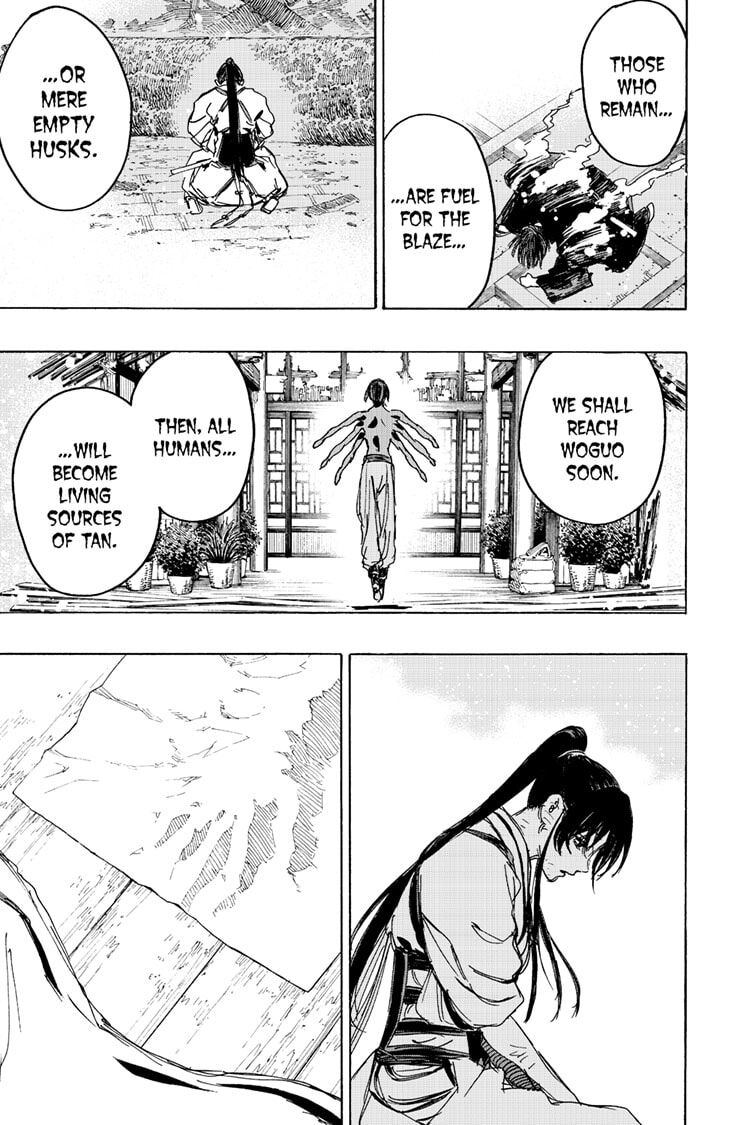 THOSE
WHO
REMAIN...
...ARE FUEL
FOR THE
BLAZE...
...OR
MERE
EMPTY
HUSKS.
WE SHALL
REACH
WOGUO
SOON.
THEN, ALL
HUMANS...
...WILL
BECOME
LIVING
SOURCES
OF TAN.